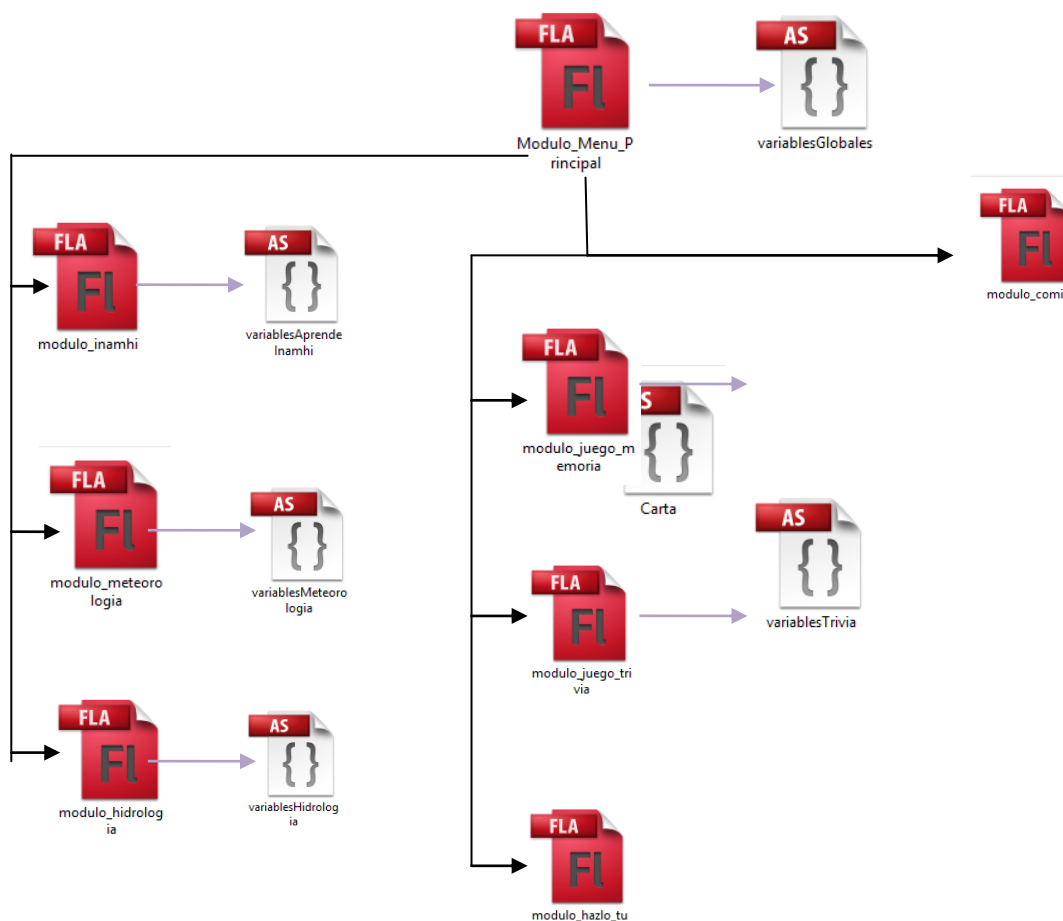 FLA
Fl
Modulo_Menu_P
rincipal
AS
{ }
variablesGlobales
FLA
Fl
modulo_comi
FLA
Fl
modulo_inamhi
AS
{ }
variablesAprende
Inamhi
FLA
Fl
modulo_juego_m
emoria
S
{ }
Carta
FLA
Fl
modulo_meteoro
logia
AS
{ }
variablesMeteoro
logia
AS
{ }
variablesTrivia
FLA
Fl
modulo_juego_tri
via
FLA
Fl
modulo_hidrolog
ia
AS
{ }
variablesHidrolog
ia
FLA
Fl
modulo_hazlo_tu